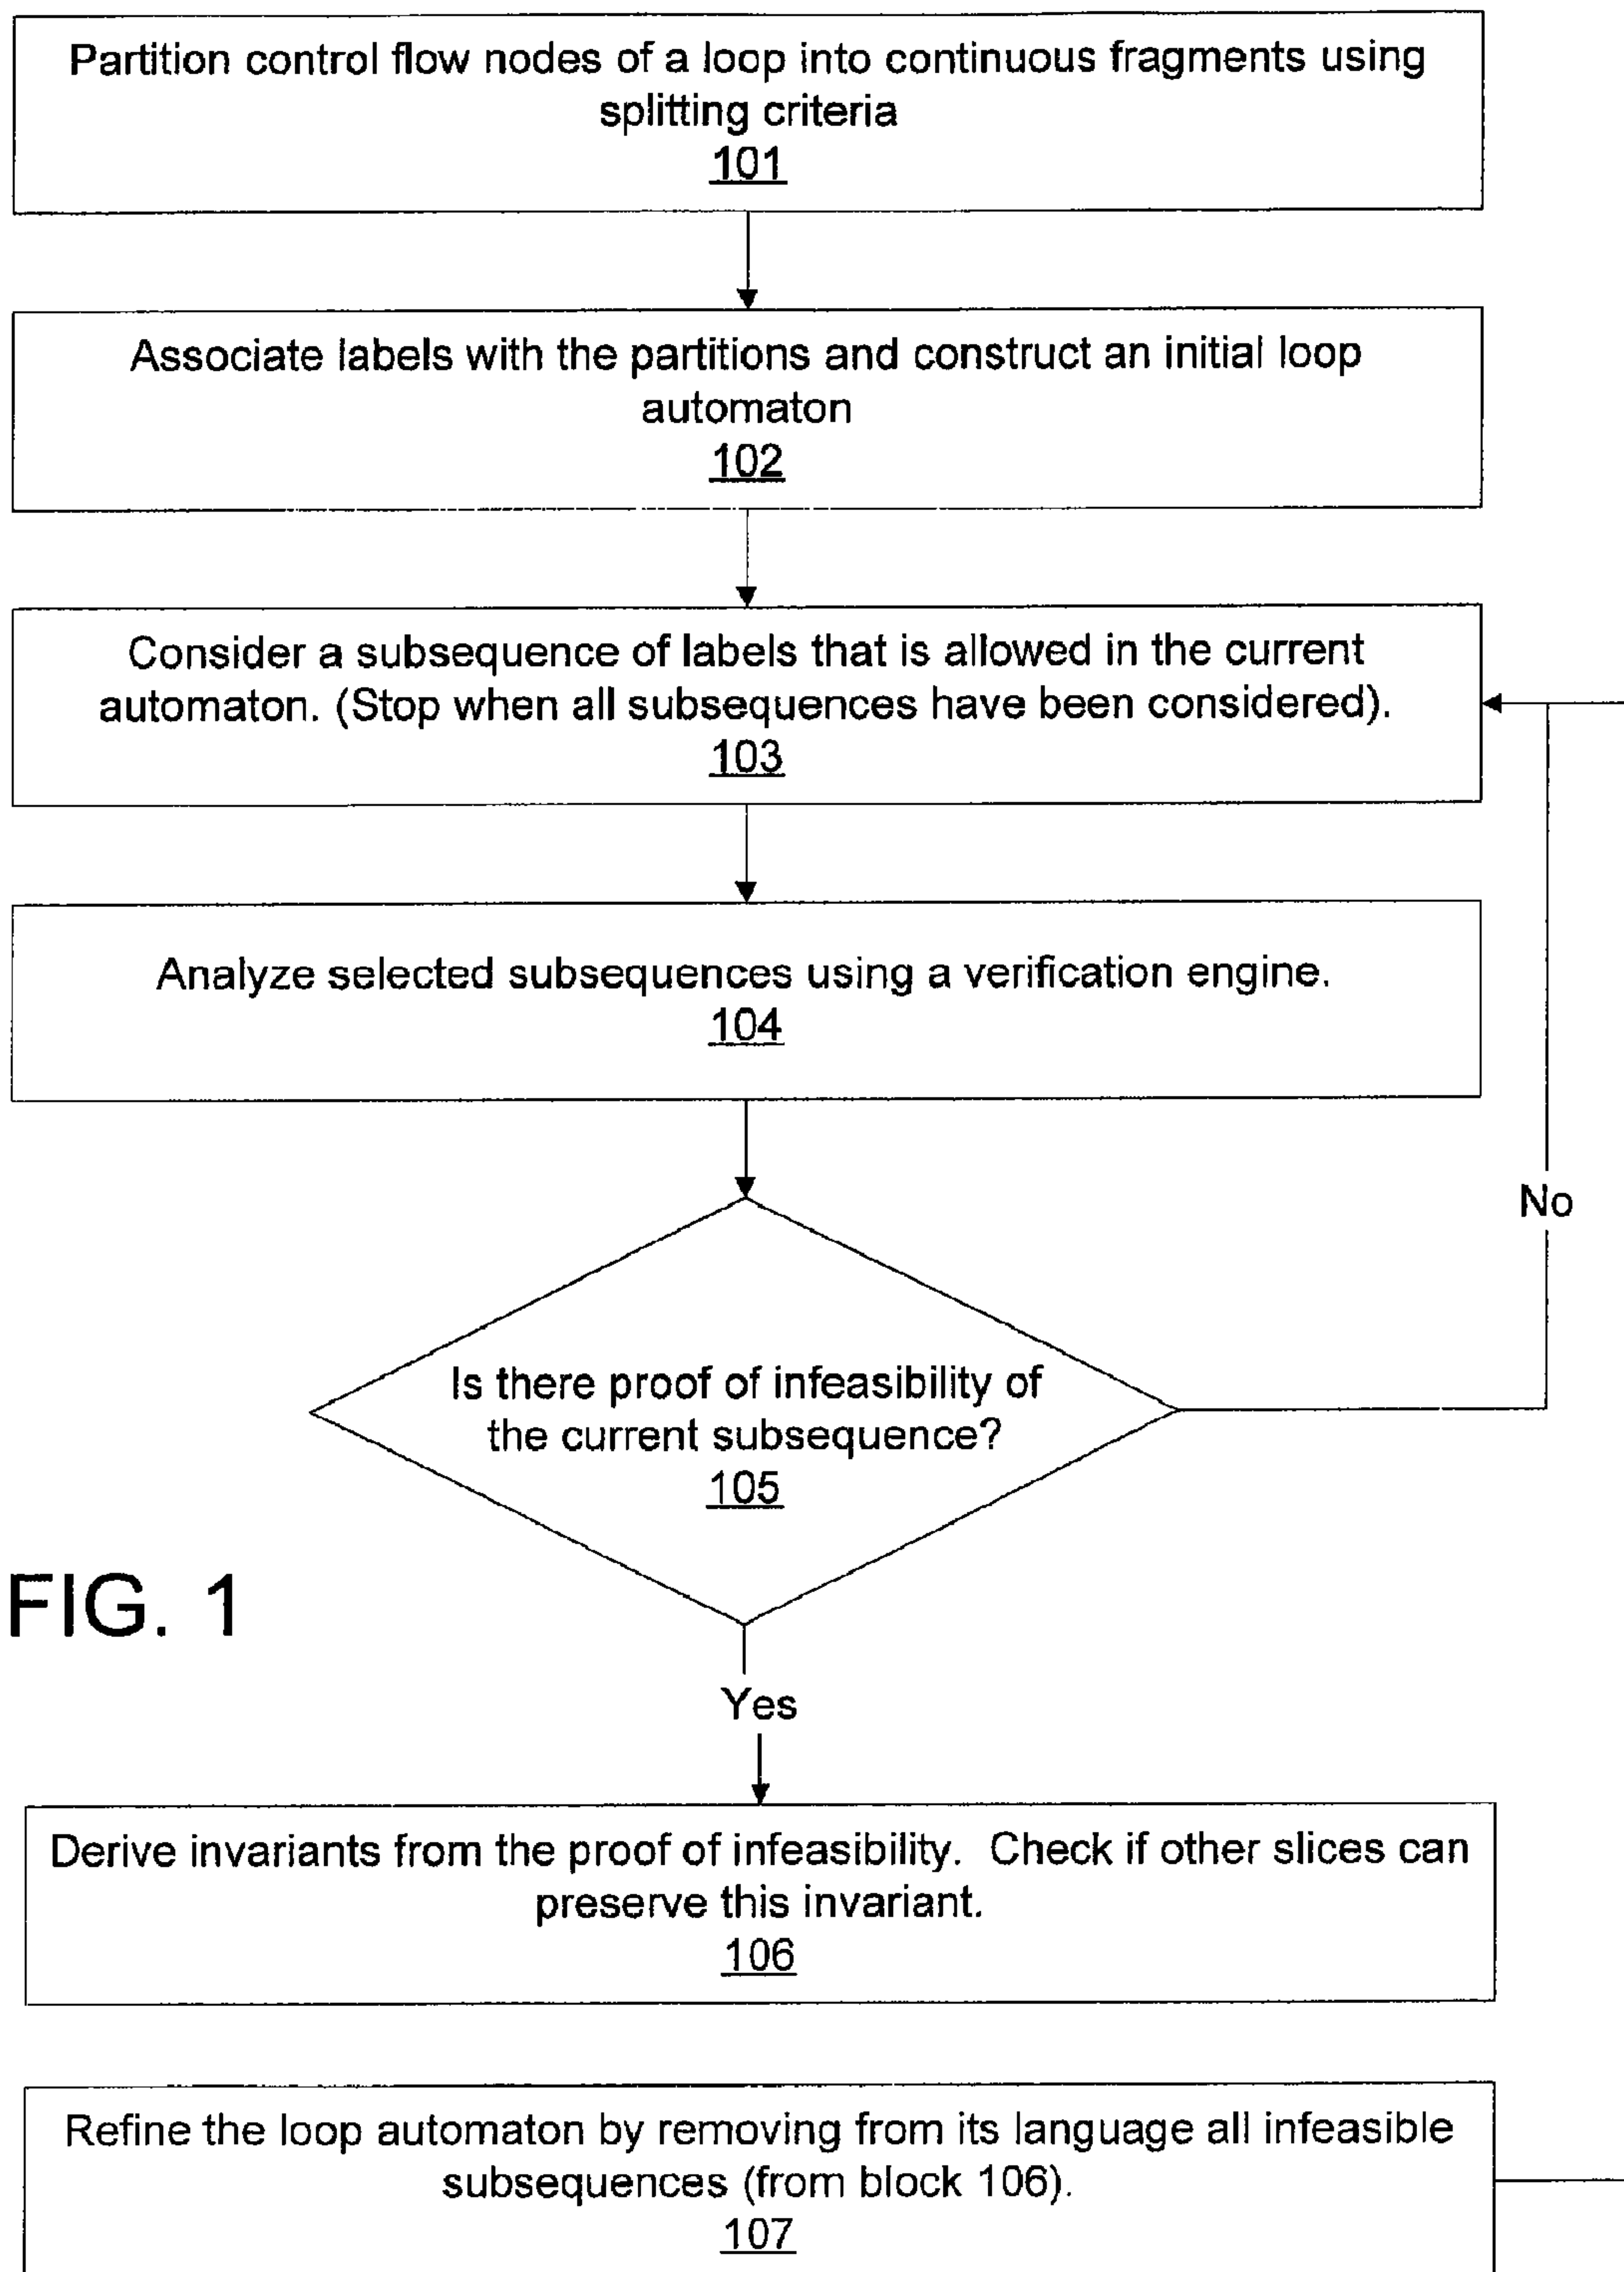 Partition control flow nodes of a loop into continuous fragments using
splitting criteria
101
Associate labels with the partitions and construct an initial loop
automaton
102
Consider a subsequence of labels that is allowed in the current
automaton. (Stop when all subsequences have been considered).
103
Analyze selected subsequences using a verification engine.
104
No
Is there proof of infeasibility of
the current subsequence?
105
FIG. 1
Yes
Derive invariants from the proof of infeasibility. Check if other slices can
preserve this invariant.
106
Refine the loop automaton by removing from its language all infeasible
subsequences (from block 106).
107